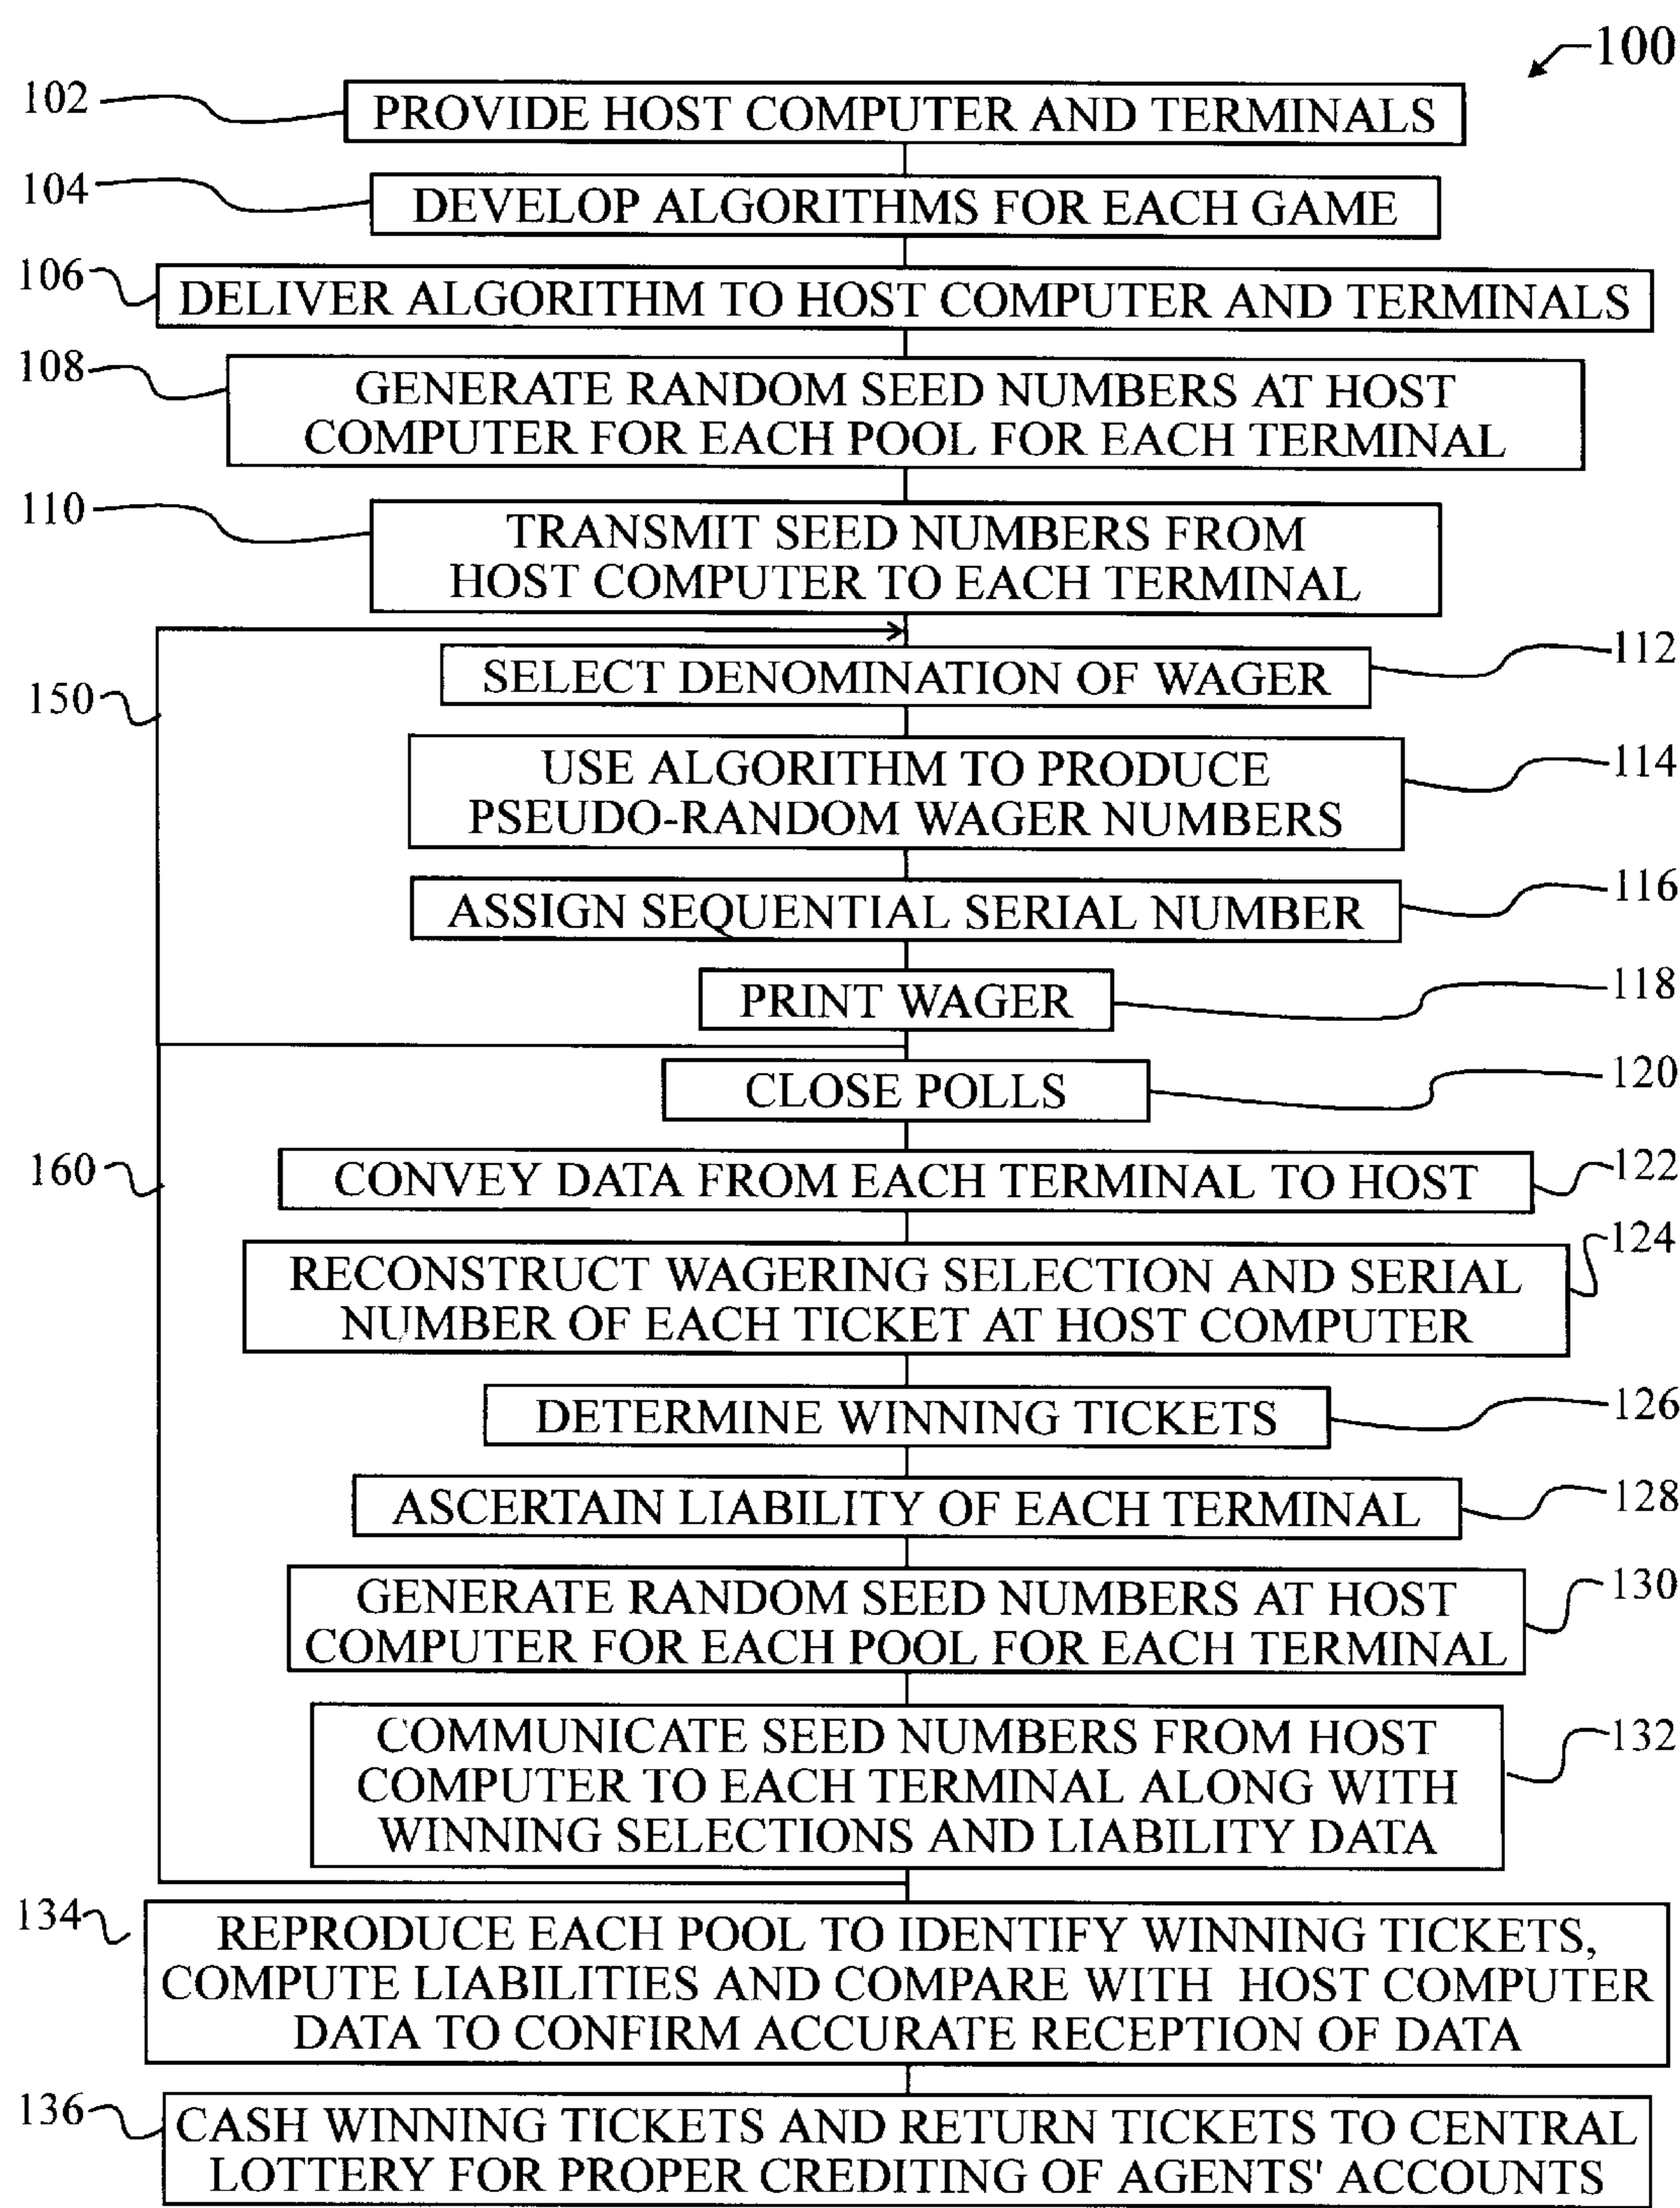 100
102
PROVIDE HOST COMPUTER AND TERMINALS
104
DEVELOP ALGORITHMS FOR EACH GAME
106
DELIVER ALGORITHM TO HOST COMPUTER AND TERMINALS
108
GENERATE RANDOM SEED NUMBERS AT HOST
COMPUTER FOR EACH POOL FOR EACH TERMINAL
110
TRANSMIT SEED NUMBERS FROM
HOST COMPUTER TO EACH TERMINAL
112
SELECT DENOMINATION OF WAGER
150
USE ALGORITHM TO PRODUCE
PSEUDO-RANDOM WAGER NUMBERS
114
ASSIGN SEQUENTIAL SERIAL NUMBER
116
PRINT WAGER
118
CLOSE POLLS
120
160
CONVEY DATA FROM EACH TERMINAL TO HOST
122
RECONSTRUCT WAGERING SELECTION AND SERIAL
NUMBER OF EACH TICKET AT HOST COMPUTER
124
DETERMINE WINNING TICKETS
126
ASCERTAIN LIABILITY OF EACH TERMINAL
128
GENERATE RANDOM SEED NUMBERS AT HOST
COMPUTER FOR EACH POOL FOR EACH TERMINAL
130
COMMUNICATE SEED NUMBERS FROM HOST
COMPUTER TO EACH TERMINAL ALONG WITH
WINNING SELECTIONS AND LIABILITY DATA
132
134
REPRODUCE EACH POOL TO IDENTIFY WINNING TICKETS,
COMPUTE LIABILITIES AND COMPARE WITH HOST COMPUTER
DATA TO CONFIRM ACCURATE RECEPTION OF DATA
136
CASH WINNING TICKETS AND RETURN TICKETS TO CENTRAL
LOTTERY FOR PROPER CREDITING OF AGENTS' ACCOUNTS